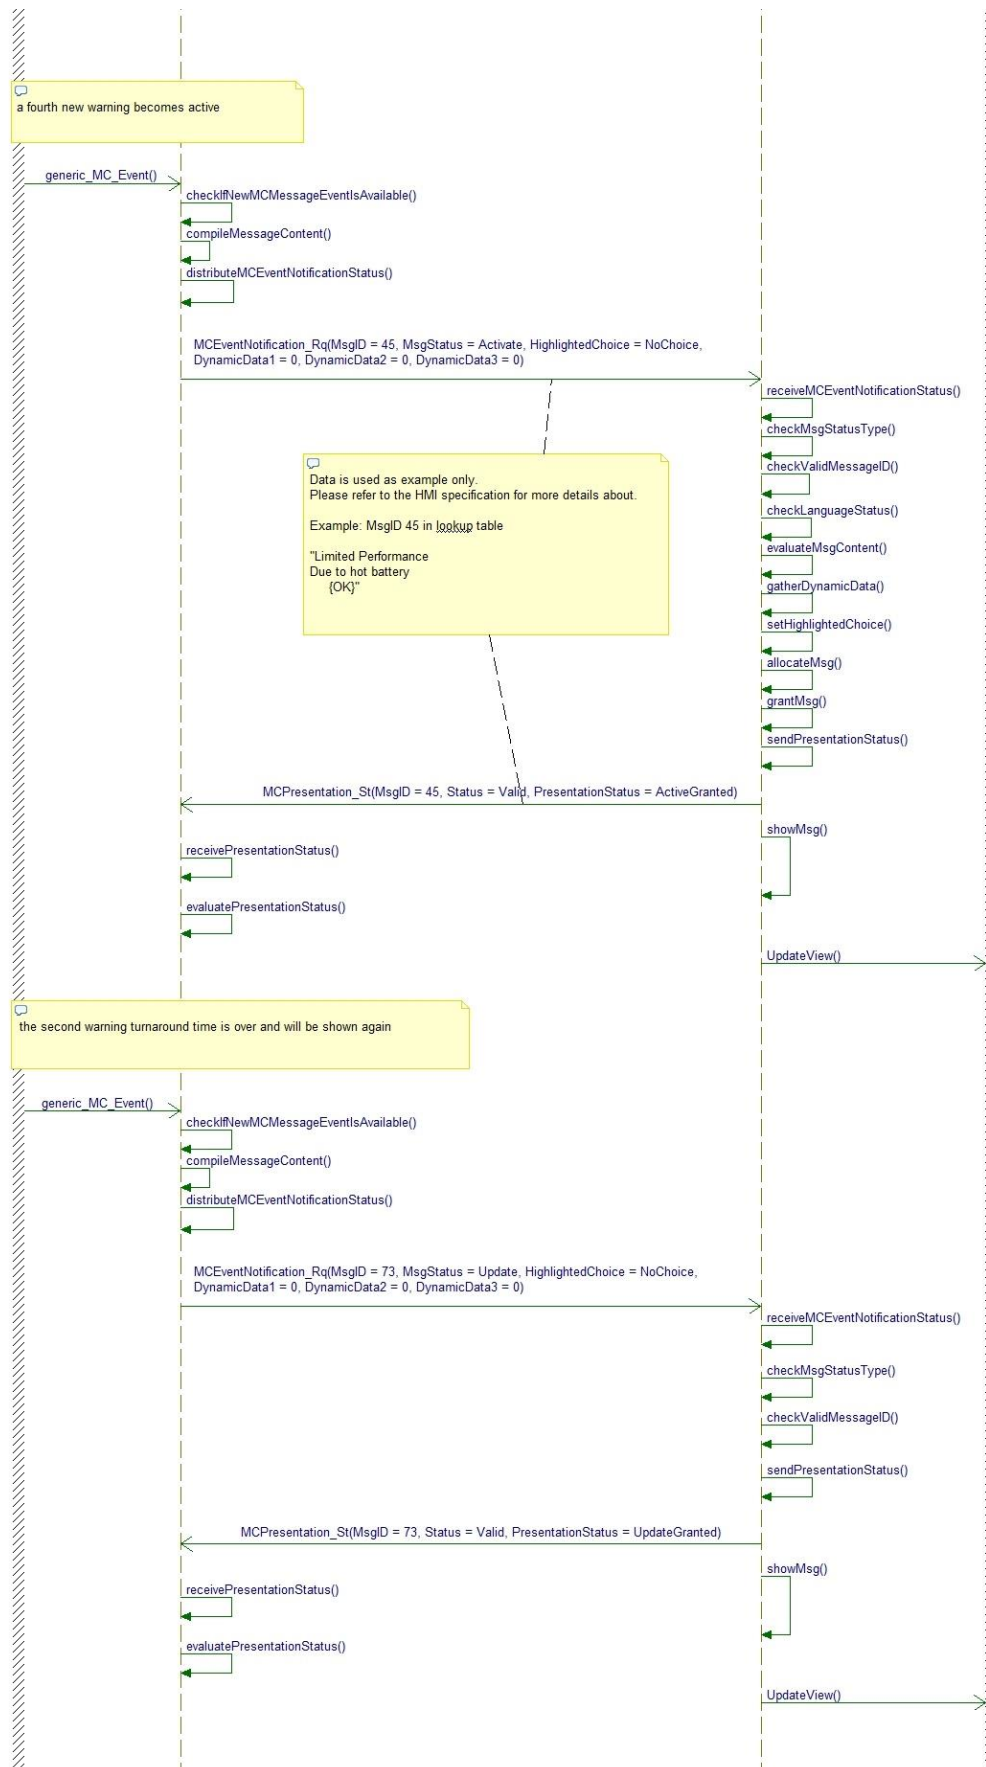 a fourth new warning becomes active
generic_MC_Event()
checkIfNewMCMessageEventIsAvailable()
compileMessageContent()
distributeMCEventNotificationStatus()
MCEventNotification_Rq(MsgID = 45, MsgStatus = Activate, HighlightedChoice = NoChoice,
DynamicData1 = 0, DynamicData2 = 0, DynamicData3 = 0)
receiveMCEventNotificationStatus()
checkMsgStatusType()
checkValidMessageID()
checkLanguageStatus()
evaluateMsgContent()
gatherDynamicData()
setHighlightedChoice()
allocateMsg()
grantMsg()
sendPresentationStatus()
Data is used as example only.
Please refer to the HMI specification for more details about.
Example: MsgID 45 in lookup table
"Limited Performance
Due to hot battery
{OK}"
MCPresentation_St(MsgID = 45, Status = Valid, PresentationStatus = ActiveGranted)
showMsg()
receivePresentationStatus()
evaluatePresentationStatus()
UpdateView()
the second warning turnaround time is over and will be shown again
generic_MC_Event()
checkIfNewMCMessageEventIsAvailable()
compileMessageContent()
distributeMCEventNotificationStatus()
MCEventNotification_Rq(MsgID = 73, MsgStatus = Update, HighlightedChoice = NoChoice,
DynamicData1 = 0, DynamicData2 = 0, DynamicData3 = 0)
receiveMCEventNotificationStatus()
checkMsgStatusType()
checkValidMessageID()
sendPresentationStatus()
MCPresentation_St(MsgID = 73, Status = Valid, PresentationStatus = UpdateGranted)
showMsg()
receivePresentationStatus()
evaluatePresentationStatus()
UpdateView()